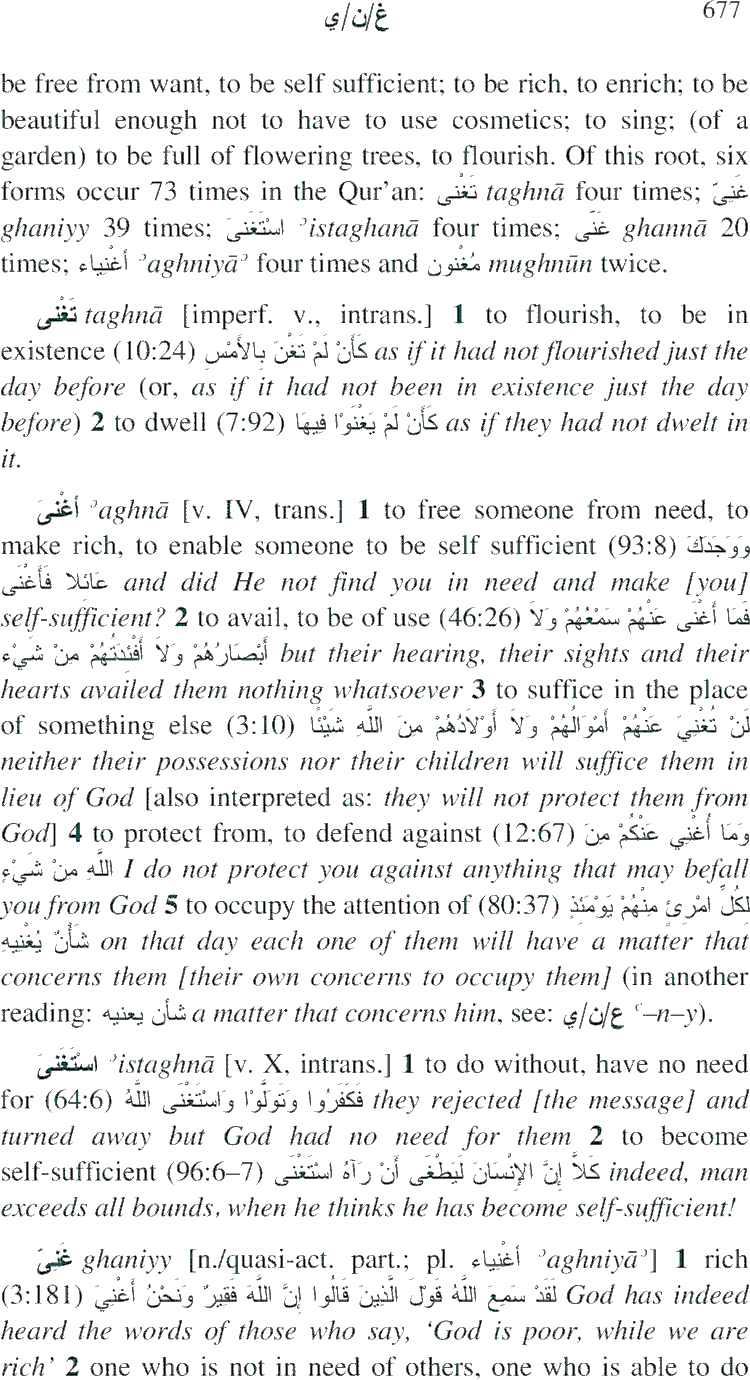 غ/ن/ي 677
be free from want, to be self sufficient; to be rich, to enrich; to be
beautiful enough not to have to use cosmetics; to sing; (of a
garden) to be full of flowering trees, to flourish. Of this root, six
forms occur 73 times in the Qur’an: تَغْنى taghnā four times; غَنِيّ
ghaniyy 39 times; اسْتَغَنىَ ʾistaghanā four times; غَنّى ghannā 20
times; أغْنِياء ʾaghniyāʾ four times and مُغْنون mughnūn twice.
تَغْنى taghnā [imperf. v., intrans.] 1 to flourish, to be in
existence (10:24) كَأَنْ لَمْ تَغْنَ بِالأَمْسِ as if it had not flourished just the
day before (or, as if it had not been in existence just the day
before) 2 to dwell (7:92) كَأَنْ لَمْ يَغْنَوْا فِيهَا as if they had not dwelt in
it.
أغْنىَ ʾaghnā [v. IV, trans.] 1 to free someone from need, to
make rich, to enable someone to be self sufficient (93:8) وَوَجَدَكَ
عَائلا فَأَغْنَى and did He not find you in need and make [you]
self-sufficient? 2 to avail, to be of use (46:26) فَمَا أَغْنَى عَنْهُمْ سَمْعُهُمْ وَلاَ
أَبْصَارُهُمْ وَلاَ أَفْئِدَتُهُمْ مِنْ شَيْء but their hearing, their sights and their
hearts availed them nothing whatsoever 3 to suffice in the place
of something else (3:10) لَنْ تُغْنِيَ عَنْهُمْ أَمْوَالُهُمْ وَلاَ أَوْلاَدُهُمْ مِنَ اللَّهِ شَيْئًا
neither their possessions nor their children will suffice them in
lieu of God [also interpreted as: they will not protect them from
God] 4 to protect from, to defend against (12:67) وَمَا أُغْنِي عَنْكُمْ مِنَ
اللَّهِ مِنْ شَيْءٍ I do not protect you against anything that may befall
you from God 5 to occupy the attention of (80:37) لِكُلِّ امْرِئٍ مِنْهُمْ يَوْمَئذٍ
شَأْنٌ يُغْنِيهِ on that day each one of them will have a matter that
concerns them [their own concerns to occupy them] (in another
reading: شأن يعنيه a matter that concerns him, see: ع/ن/ي ʿ–n–y).
اسْتَغْنىَ ʾistaghnā [v. X, intrans.] 1 to do without, have no need
for (64:6) فَكَفَرُوا وَتَوَلَّوْا وَاسْتَغْنَى اللَّهُ they rejected [the message] and
turned away but God had no need for them 2 to become
self-sufficient (96:6–7) كَلاَّ إِنَّ الإِنْسَانَ لَيَطْغَى أَنْ رَآهُ اسْتَغْنَى indeed, man
exceeds all bounds, when he thinks he has become self-sufficient!
غَنِىّ ghaniyy [n./quasi-act. part.; pl. أغْنِياء ʾaghniyāʾ] 1 rich
(3:181) لَقَدْ سَمِعَ اللَّهُ قَوْلَ الَّذِينَ قَالُوا إِنَّ اللَّهَ فَقِيرٌ وَنَحْنُ أَغْنِيَ God has indeed
heard the words of those who say, ‘God is poor, while we are
rich’ 2 one who is not in need of others, one who is able to do